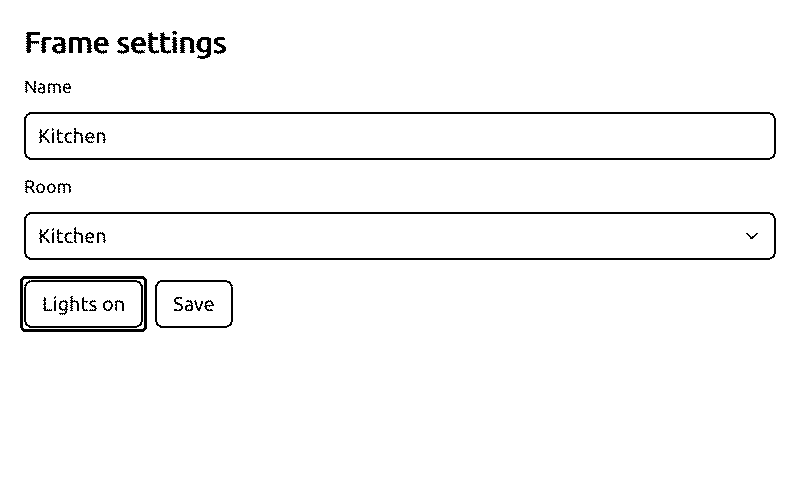 Frame settings
Name
Kitchen
Room
Kitchen
Lights on Save